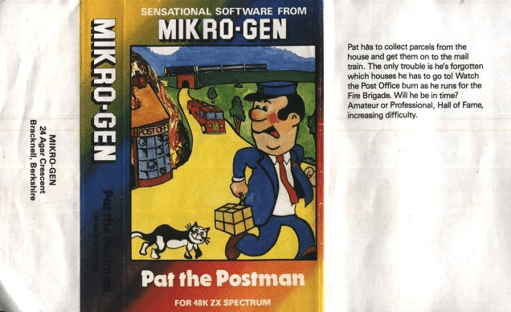 MIKRO-GEN
24 Agar Crescent
Bracknell, Berkshire
MIKRO-GEN
Pat the Postman
SENSATIONAL SOFTWARE FROM
MIKRO-GEN
POST OFFICE
Pat the Postman
FOR 48K ZX SPECTRUM
Pat has to collect parcels from the
house and get them on to the mail
train. The only trouble is he's forgotten
which houses he has to go to! Watch
the Post Office burn as he runs for the
Fire Brigade. Will he be in time?
Amateur or Professional, Hall of Fame,
increasing difficulty.